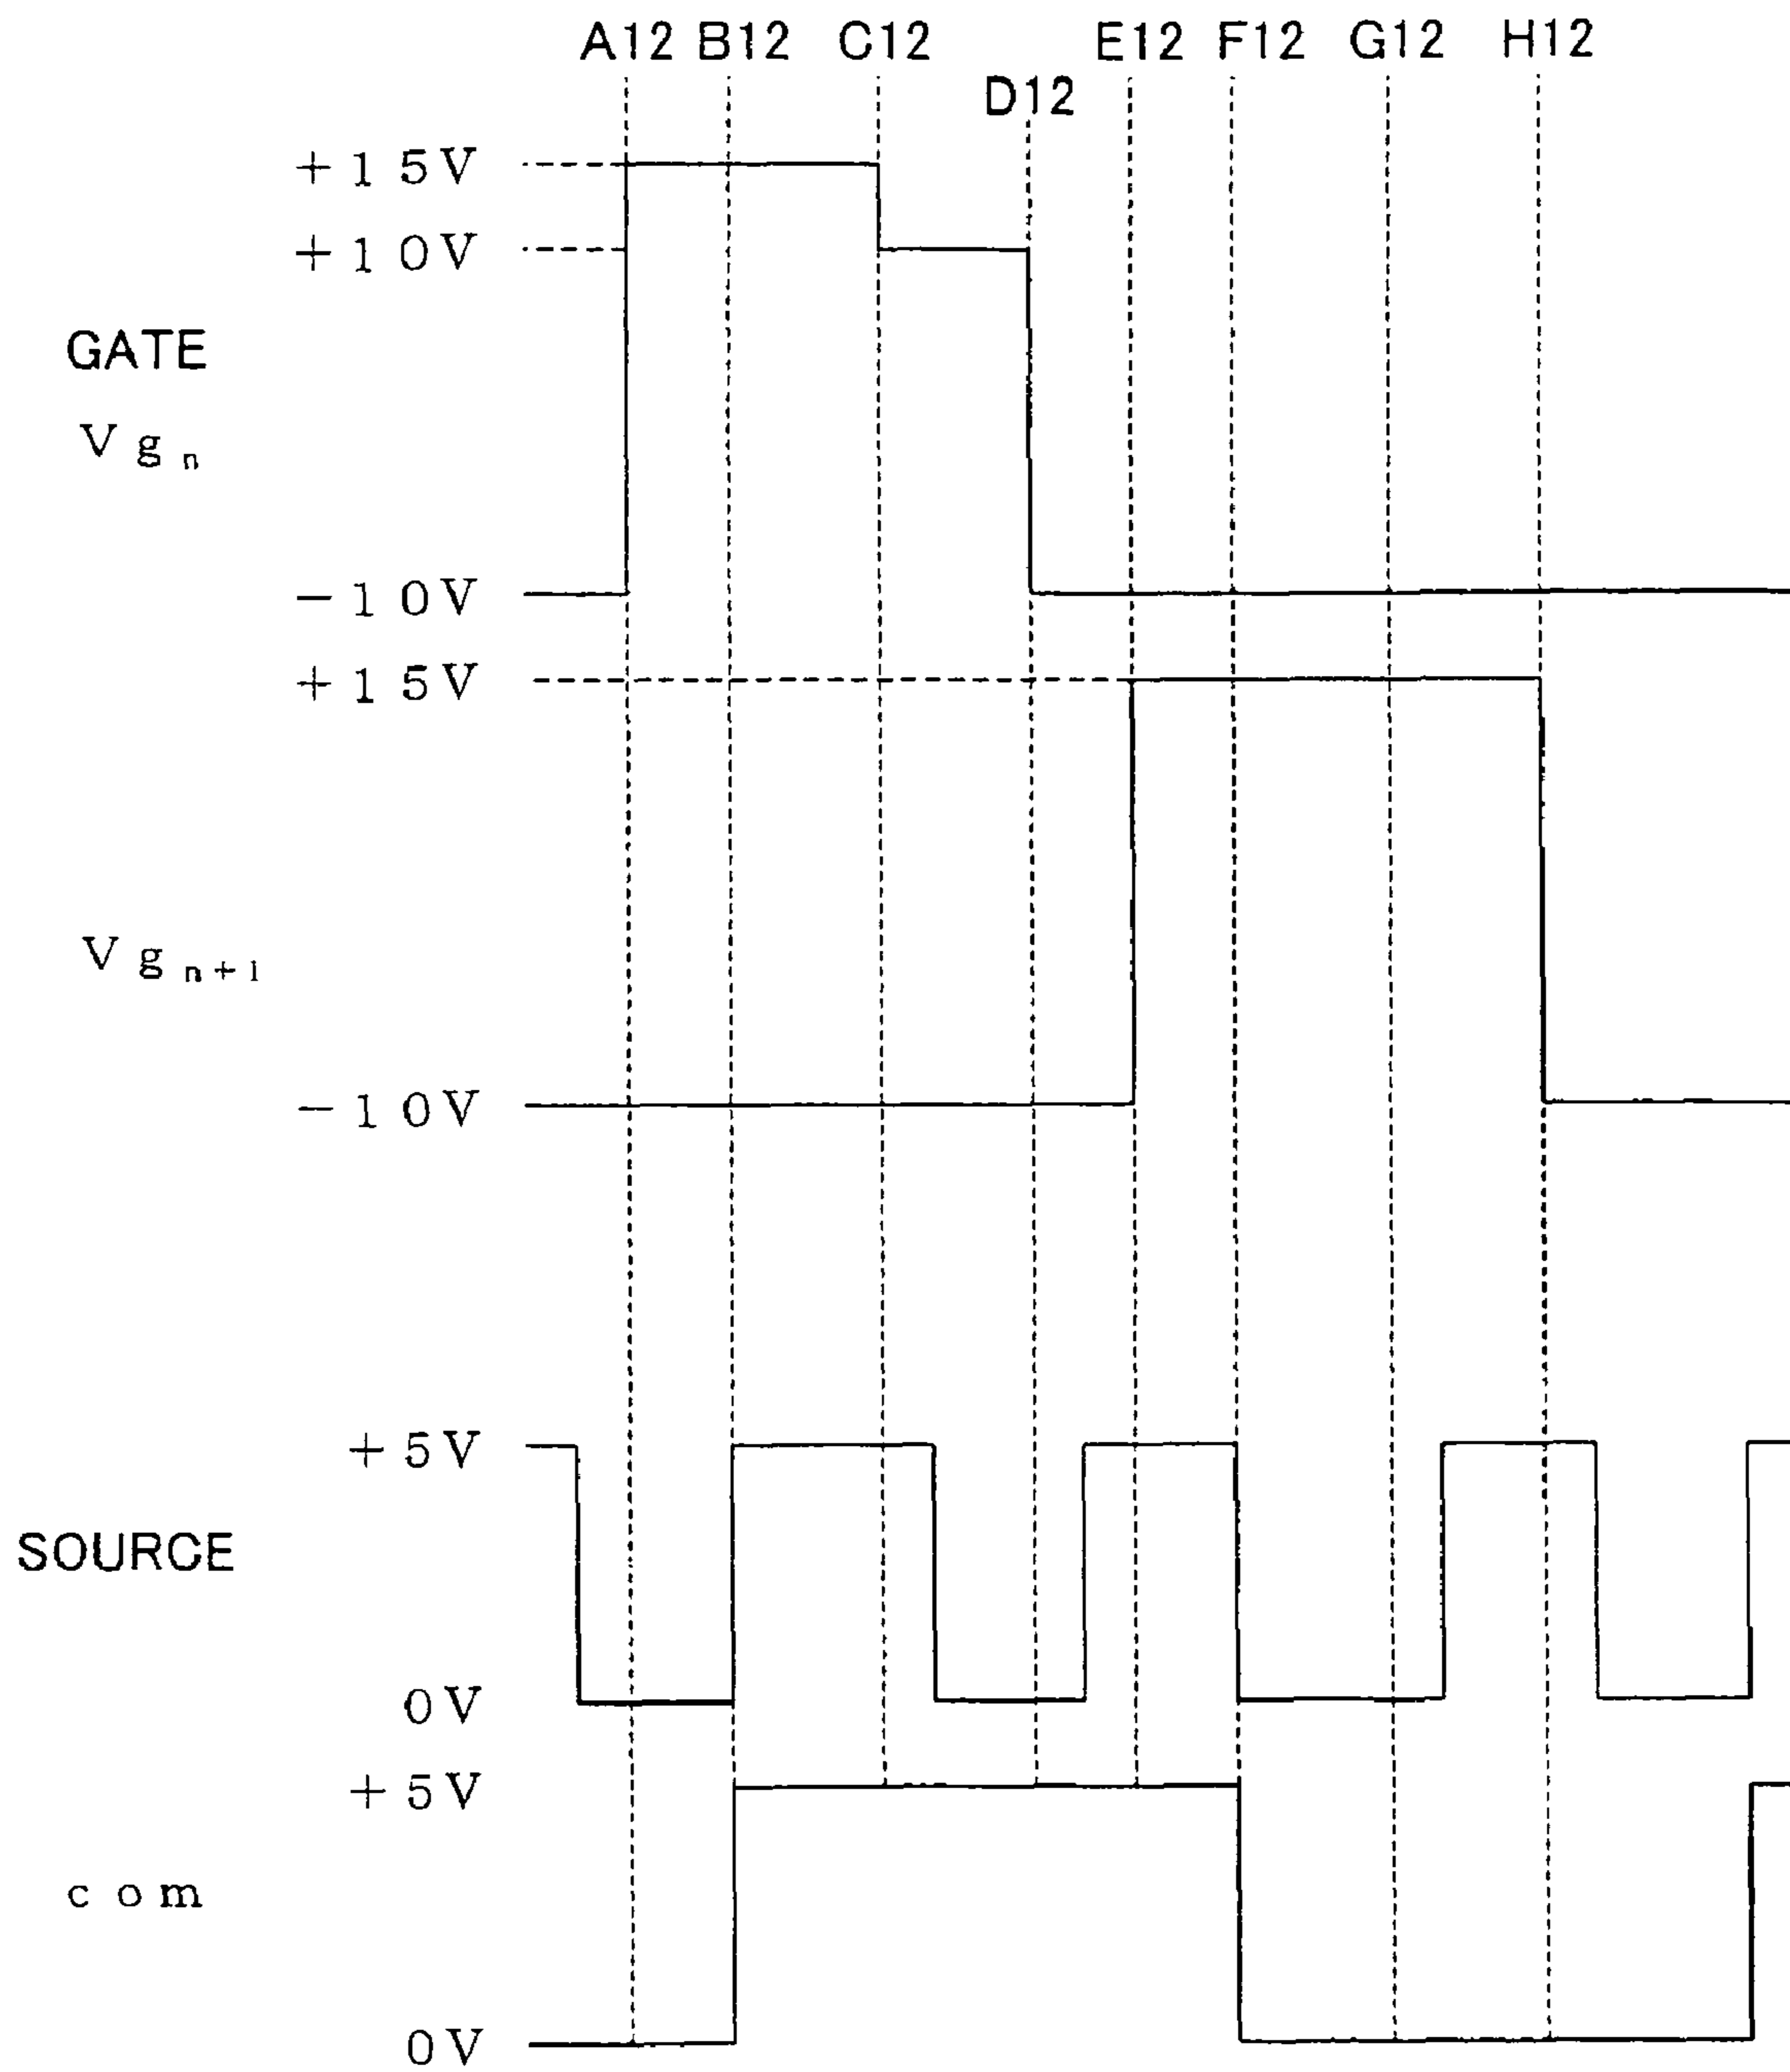 A12 B12 C12 D12 E12 F12 G12 H12
+15V
+10V
GATE
Vgn
-10V
+15V
Vgn+1
-10V
+5V
SOURCE
0V
+5V
com
0V